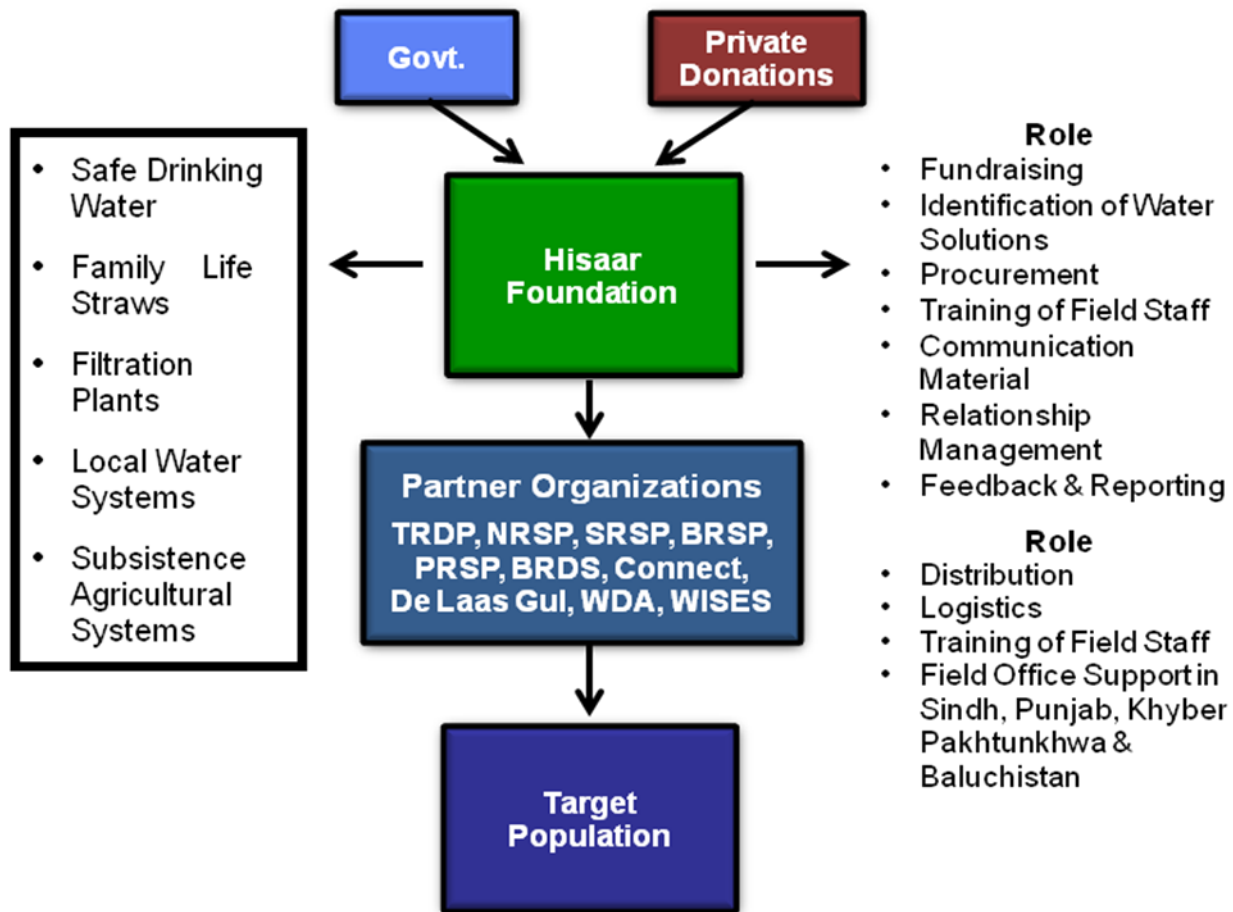 Govt.
Private
Donations
• Safe Drinking
Water
• Family Life
Straws
• Filtration
Plants
• Local Water
Systems
• Subsistence
Agricultural
Systems
Hisaar
Foundation
Role
• Fundraising
• Identification of Water
Solutions
• Procurement
• Training of Field Staff
• Communication
Material
• Relationship
Management
• Feedback & Reporting
Partner Organizations
TRDP, NRSP, SRSP, BRSP,
PRSP, BRDS, Connect,
De Laas Gul, WDA, WISES
Role
• Distribution
• Logistics
• Training of Field Staff
• Field Office Support in
Sindh, Punjab, Khyber
Pakhtunkhwa &
Baluchistan
Target
Population